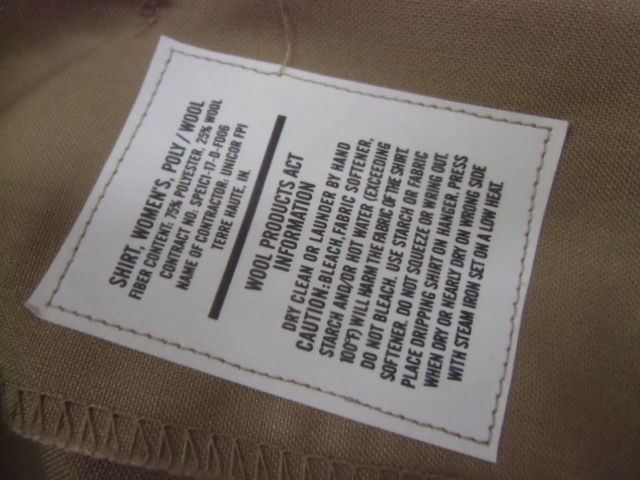 SHIRT, WOMEN'S, POLY/WOOL
FIBER CONTENT: 75% POLYESTER, 25% WOOL
CONTRACT NO. SPE1C1-17-D-F006
NAME OF CONTRACTOR: UNICOR FPI
TERRE HAUTE, IN.
WOOL PRODUCTS ACT
INFORMATION
DRY CLEAN OR LAUNDER BY HAND
CAUTION: BLEACH, FABRIC SOFTENER,
STARCH AND/OR HOT WATER (EXCEEDING
100°F) WILL HARM THE FABRIC OF THE SHIRT.
DO NOT BLEACH, USE STARCH OR FABRIC
SOFTENER. DO NOT SQUEEZE OR WRING OUT.
PLACE DRIPPING SHIRT ON HANGER. PRESS
WHEN DRY OR NEARLY DRY ON WRONG SIDE
WITH STEAM IRON SET ON A LOW HEAT.